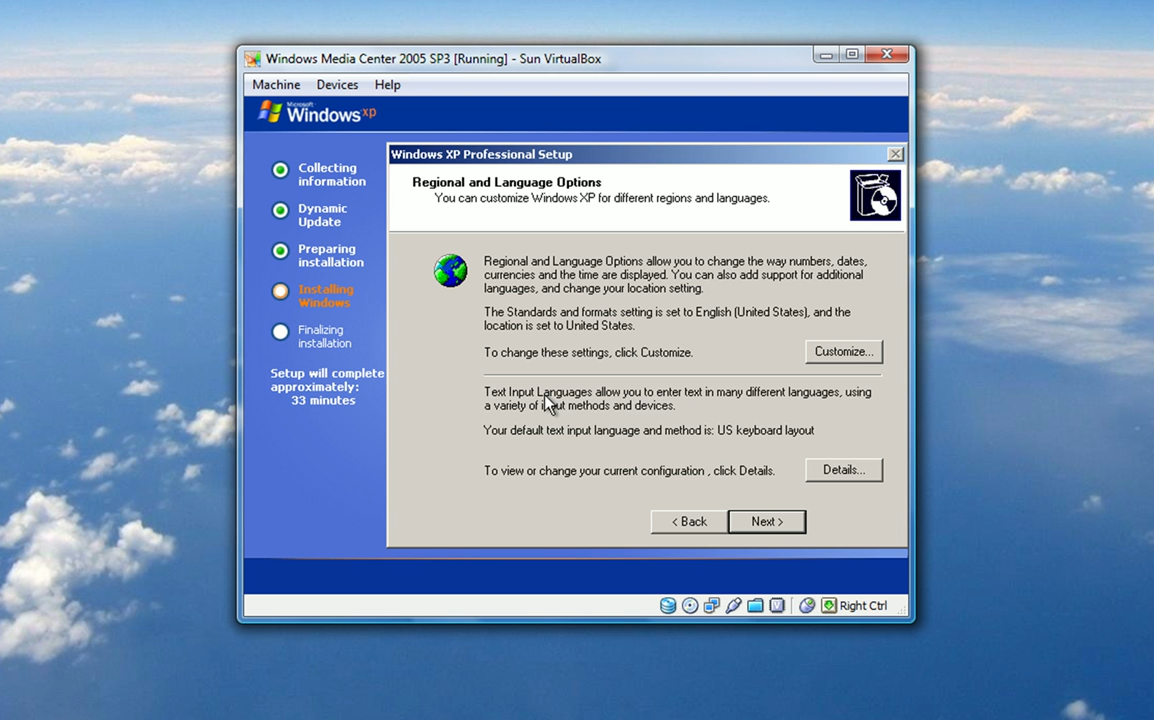 Windows Media Center 2005 SP3 [Running] - Sun VirtualBox
Machine Devices Help
Microsoft
Windows xp
Collecting
information
Dynamic
Update
Preparing
installation
Installing
Windows
Finalizing
installation
Setup will complete
approximately:
33 minutes
Windows XP Professional Setup
Regional and Language Options
You can customize Windows XP for different regions and languages.
Regional and Language Options allow you to change the way numbers, dates,
currencies and the time are displayed. You can also add support for additional
languages, and change your location setting.
The Standards and formats setting is set to English (United States), and the
location is set to United States.
To change these settings, click Customize.
Customize...
Text Input Languages allow you to enter text in many different languages, using
a variety of input methods and devices.
Your default text input language and method is: US keyboard layout
To view or change your current configuration , click Details.
Details...
< Back
Next >
Right Ctrl